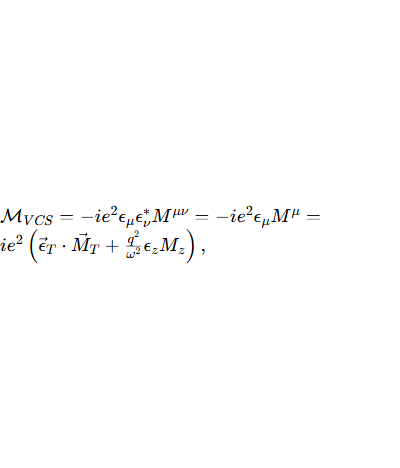 $\mathcal{M}_{VCS} = -ie^2 \epsilon_\mu \epsilon_\nu^* M^{\mu\nu} = -ie^2 \epsilon_\mu M^\mu =$
$ie^2 \left( \vec{\epsilon}_T \cdot \vec{M}_T + \frac{q^2}{\omega^2} \epsilon_z M_z \right),$